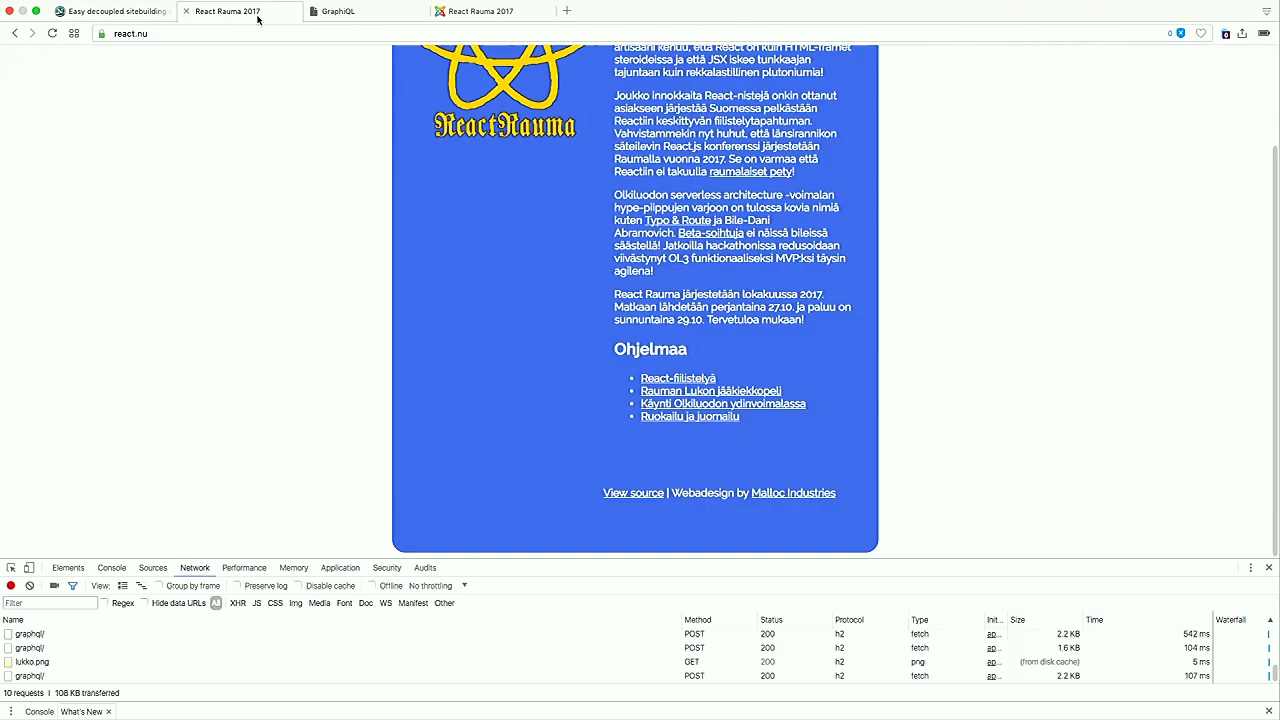 Easy decoupled sitebuilding
React Rauma 2017
GraphiQL
React Rauma 2017
react.nu
0
artisaani kehuu, että React on kuin HTML-framet
steroideissa ja että JSX iskee tunkkaajan
tajuntaan kuin rekkalastillinen plutoniumia!
ReactRauma
Joukko innokkaita React-nistejä onkin ottanut
asiakseen järjestää Suomessa pelkästään
Reactiin keskittyvän fiilistelytapahtuman.
Vahvistammekin nyt huhut, että länsirannikon
säteilevin React.js konferenssi järjestetään
Raumalla vuonna 2017. Se on varmaa että
Reactiin ei takuulla raumalaiset pety!
Olkiluodon serverless architecture -voimalan
hype-piippujen varjoon on tulossa kovia nimiä
kuten Typo & Route ja Bile-Dani
Abramovich. Beta-soihtuja ei näissä bileissä
säästellä! Jatkoilla hackathonissa redusoidaan
viivästynyt OL3 funktionaaliseksi MVP:ksi täysin
agilena!
React Rauma järjestetään lokakuussa 2017.
Matkaan lähdetään perjantaina 27.10. ja paluu on
sunnuntaina 29.10. Tervetuloa mukaan!
Ohjelmaa
• React-fiilistelyä
• Rauman Lukon jääkiekkopeli
• Käynti Olkiluodon ydinvoimalassa
• Ruokailu ja juomailu
View source | Webadesign by Malloc Industries
Elements Console Sources Network Performance Memory Application Security Audits
View: Group by frame Preserve log Disable cache Offline No throttling
Filter Regex Hide data URLs All XHR JS CSS Img Media Font Doc WS Manifest Other
Name Method Status Protocol Type Init... Size Time Waterfall
graphql/ POST 200 h2 fetch ap... 2.2 KB 542 ms
graphql/ POST 200 h2 fetch ap... 1.6 KB 104 ms
lukko.png GET 200 h2 png ap... (from disk cache) 5 ms
graphql/ POST 200 h2 fetch ap... 2.2 KB 107 ms
10 requests | 108 KB transferred
Console What's New